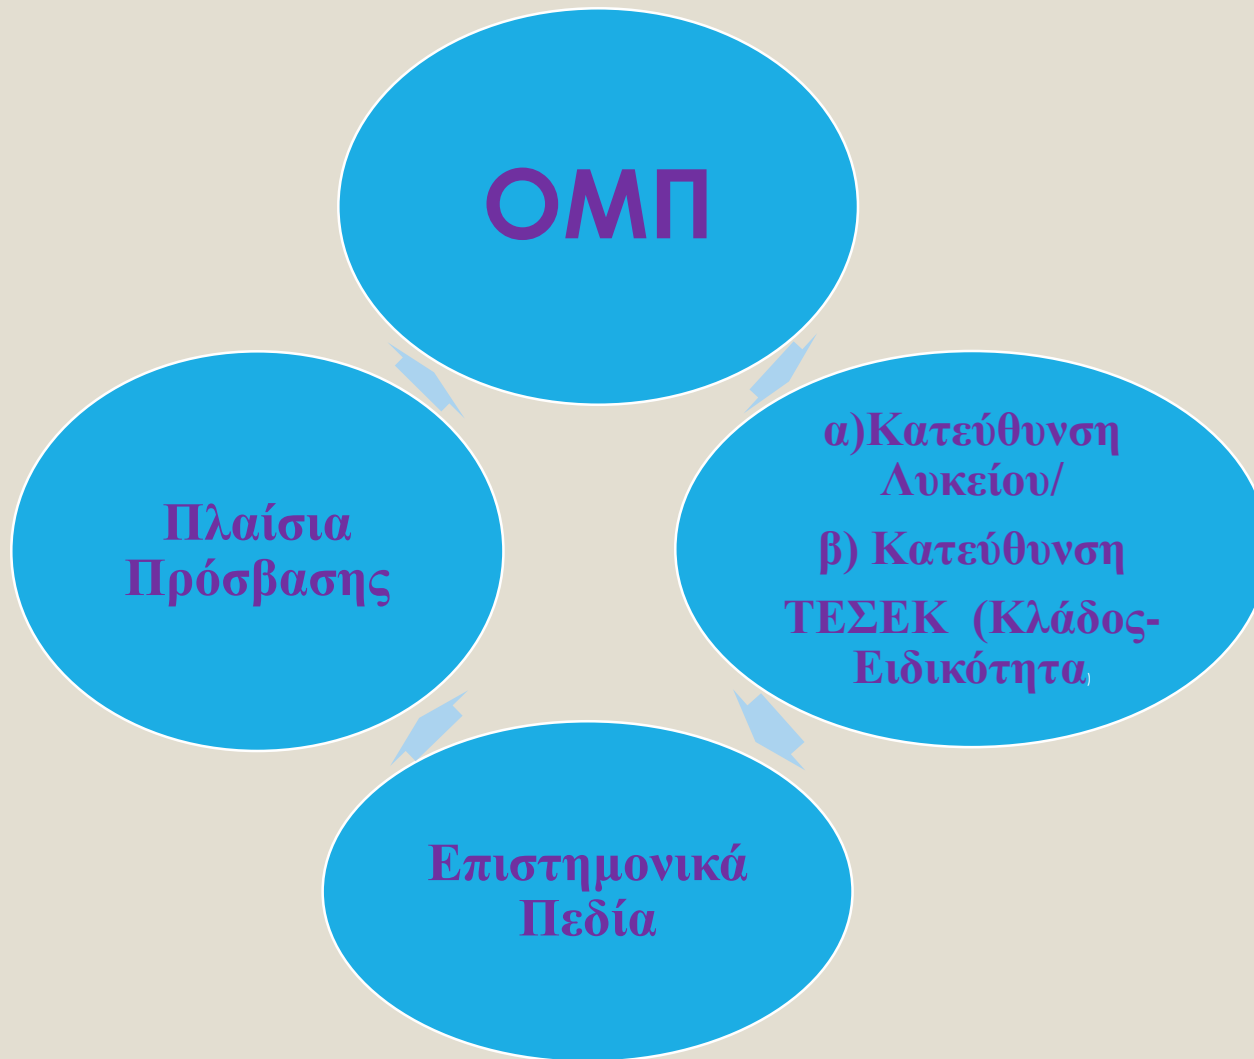 ΟΜΠ
Πλαίσια
Πρόσβασης
α)Κατεύθυνση
Λυκείου/
β) Κατεύθυνση
ΤΕΣΕΚ (Κλάδος-
Ειδικότητα)
Επιστημονικά
Πεδία